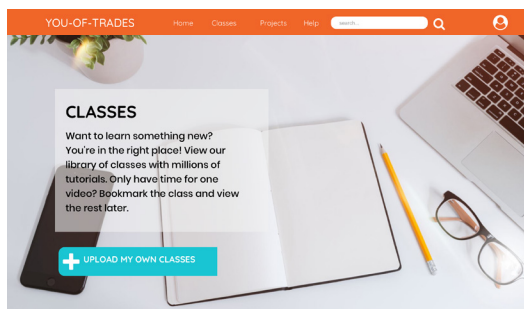 YOU-OF-TRADES
Home Classes Projects Help search...
CLASSES
Want to learn something new?
You're in the right place! View our
library of classes with millions of
tutorials. Only have time for one
video? Bookmark the class and view
the rest later.
UPLOAD MY OWN CLASSES